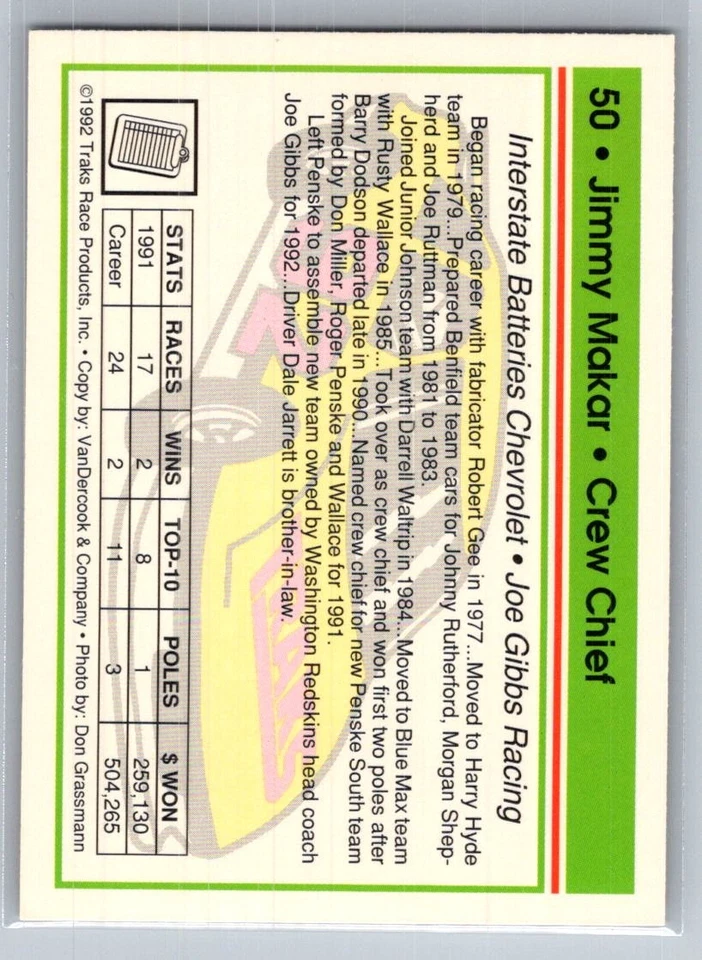 50 • Jimmy Makar • Crew Chief
Interstate Batteries Chevrolet • Joe Gibbs Racing
Began racing career with fabricator Robert Gee in 1977...Moved to Harry Hyde
team in 1979...Prepared Benfield team cars for Johnny Rutherford, Morgan Shep-
herd and Joe Ruttman from 1981 to 1983.
Joined Junior Johnson team with Darrell Waltrip in 1984...Moved to Blue Max team
with Rusty Wallace in 1985...Took over as crew chief and won first two poles after
Barry Dodson departed late in 1990...Named crew chief for new Penske South team
formed by Don Miller, Roger Penske and Wallace for 1991.
Left Penske to assemble new team owned by Washington Redskins head coach
Joe Gibbs for 1992...Driver Dale Jarrett is brother-in-law.
STATS RACES WINS TOP-10 POLES $ WON
1991 17 2 8 1 259,130
Career 24 2 11 3 504,265
©1992 Traks Race Products, Inc. • Copy by: VanDercook & Company • Photo by: Don Grassmann
TRAKS